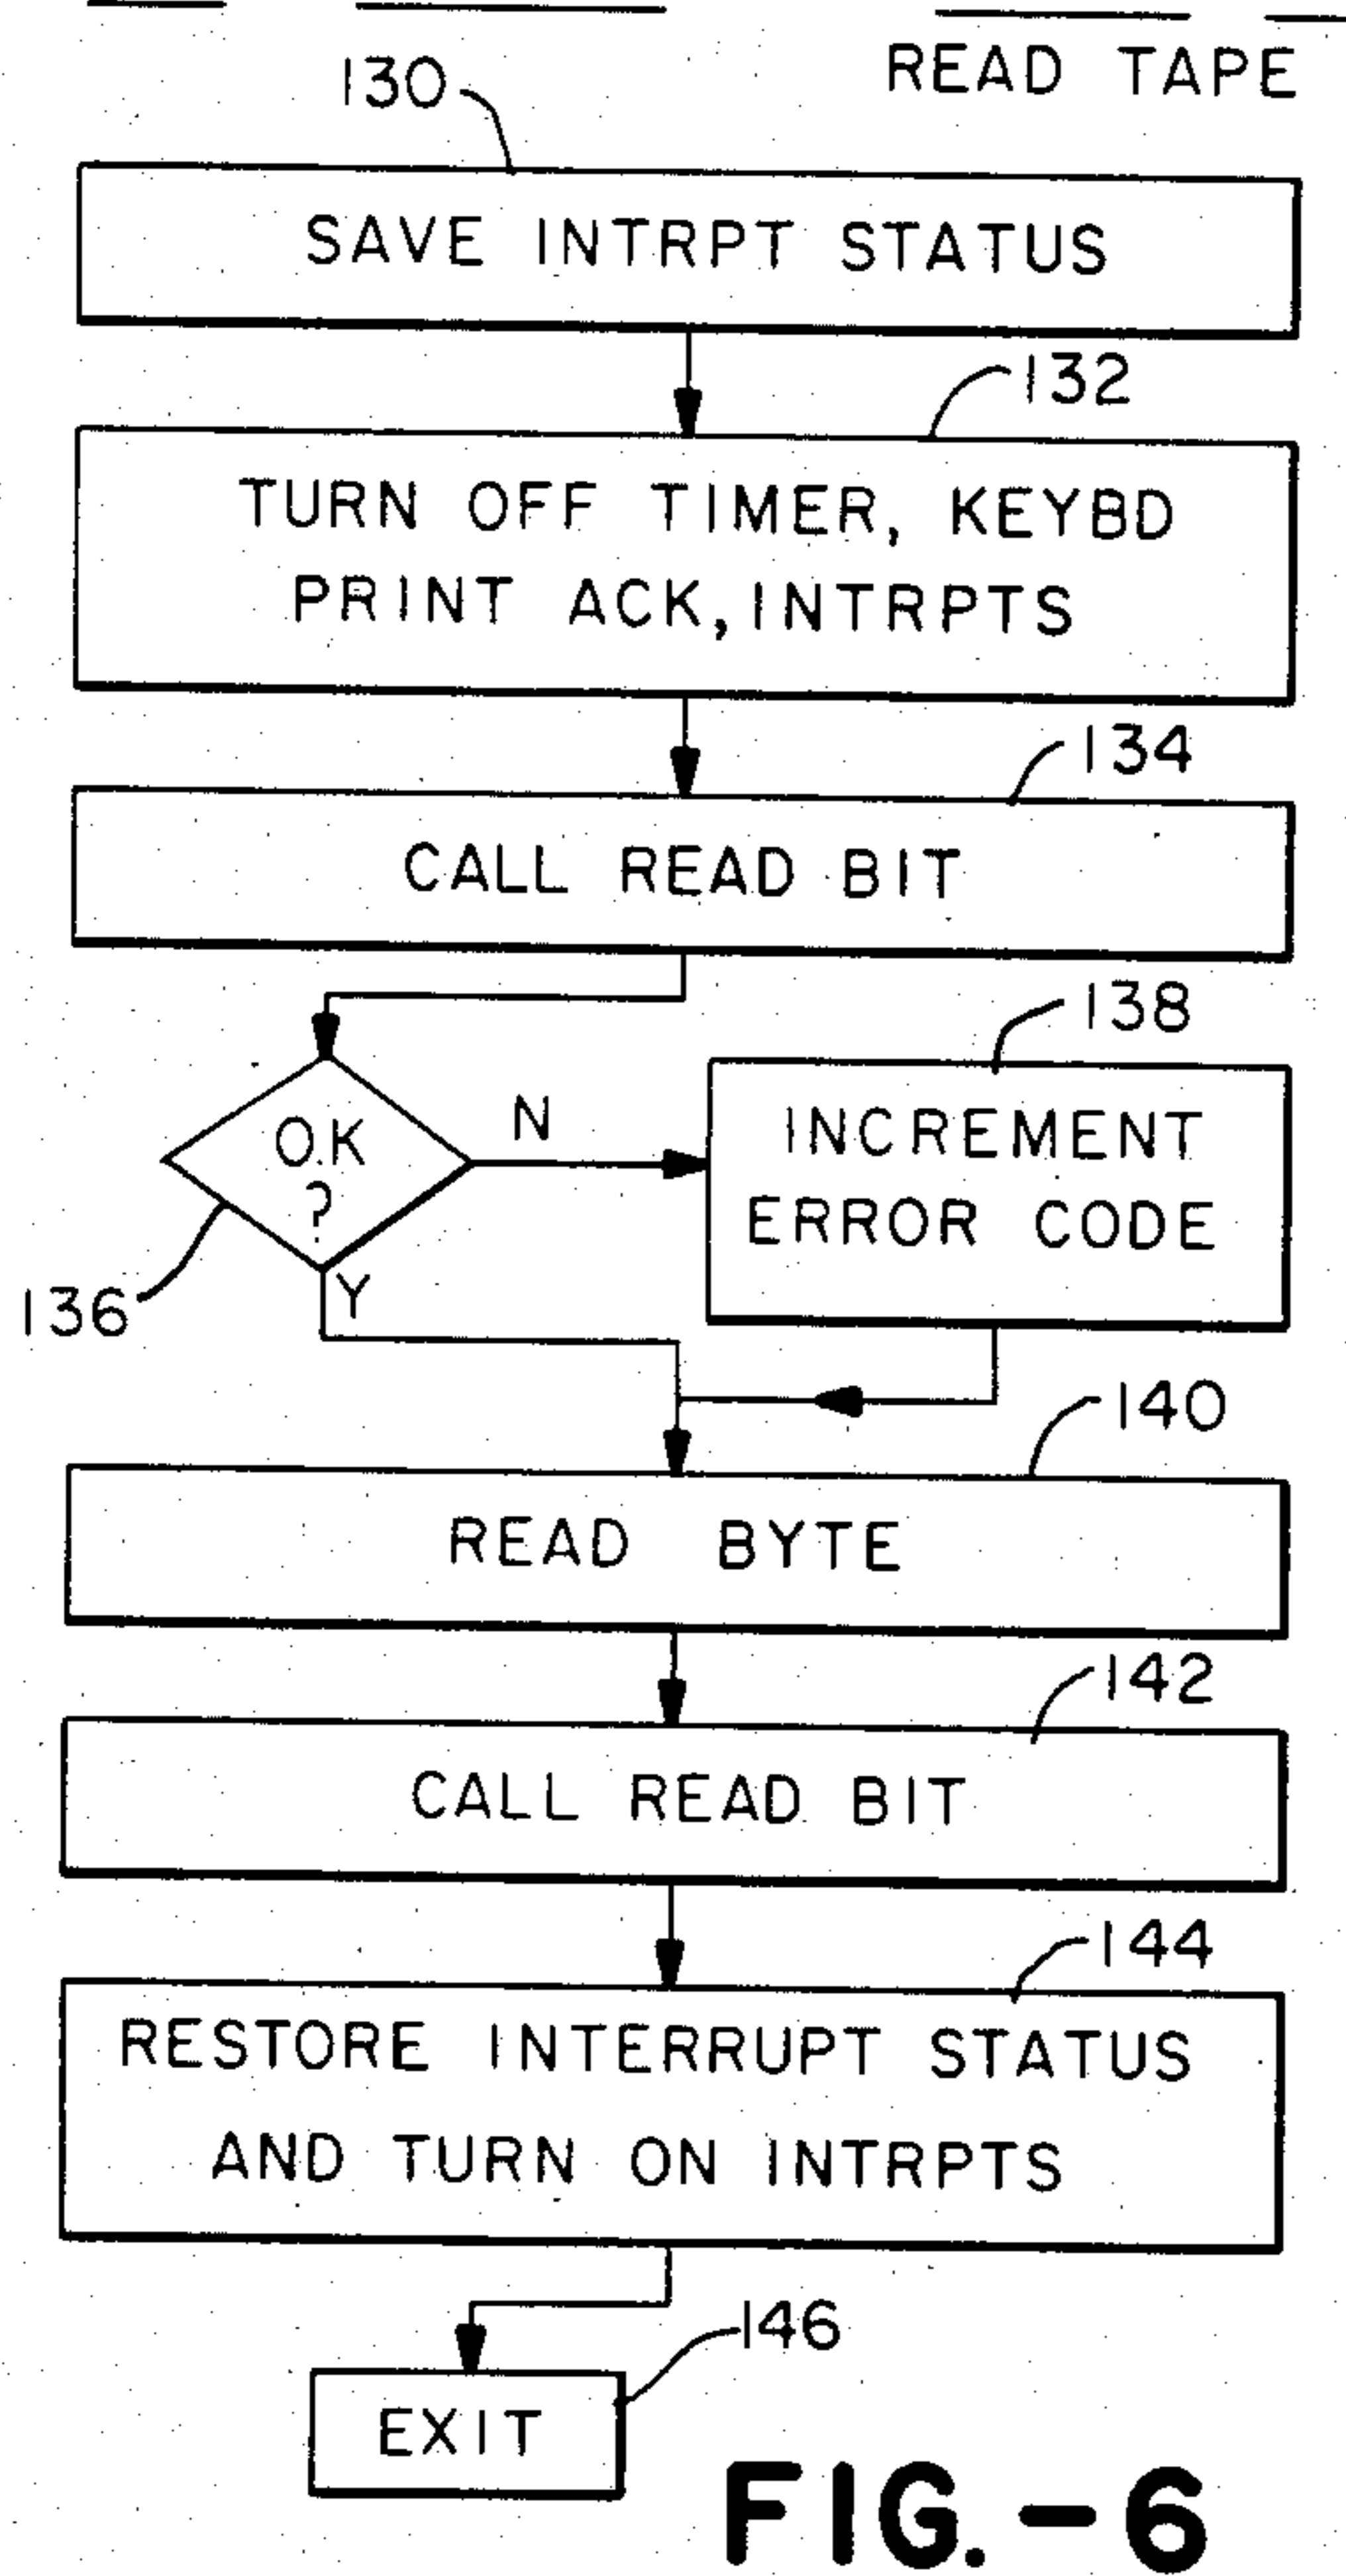 READ TAPE
130
SAVE INTRPT STATUS
132
TURN OFF TIMER, KEYBD
PRINT ACK, INTRPTS
134
CALL READ BIT
138
O.K
?
N
INCREMENT
ERROR CODE
136
Y
140
READ BYTE
142
CALL READ BIT
144
RESTORE INTERRUPT STATUS
AND TURN ON INTRPTS
146
EXIT
FIG.-6